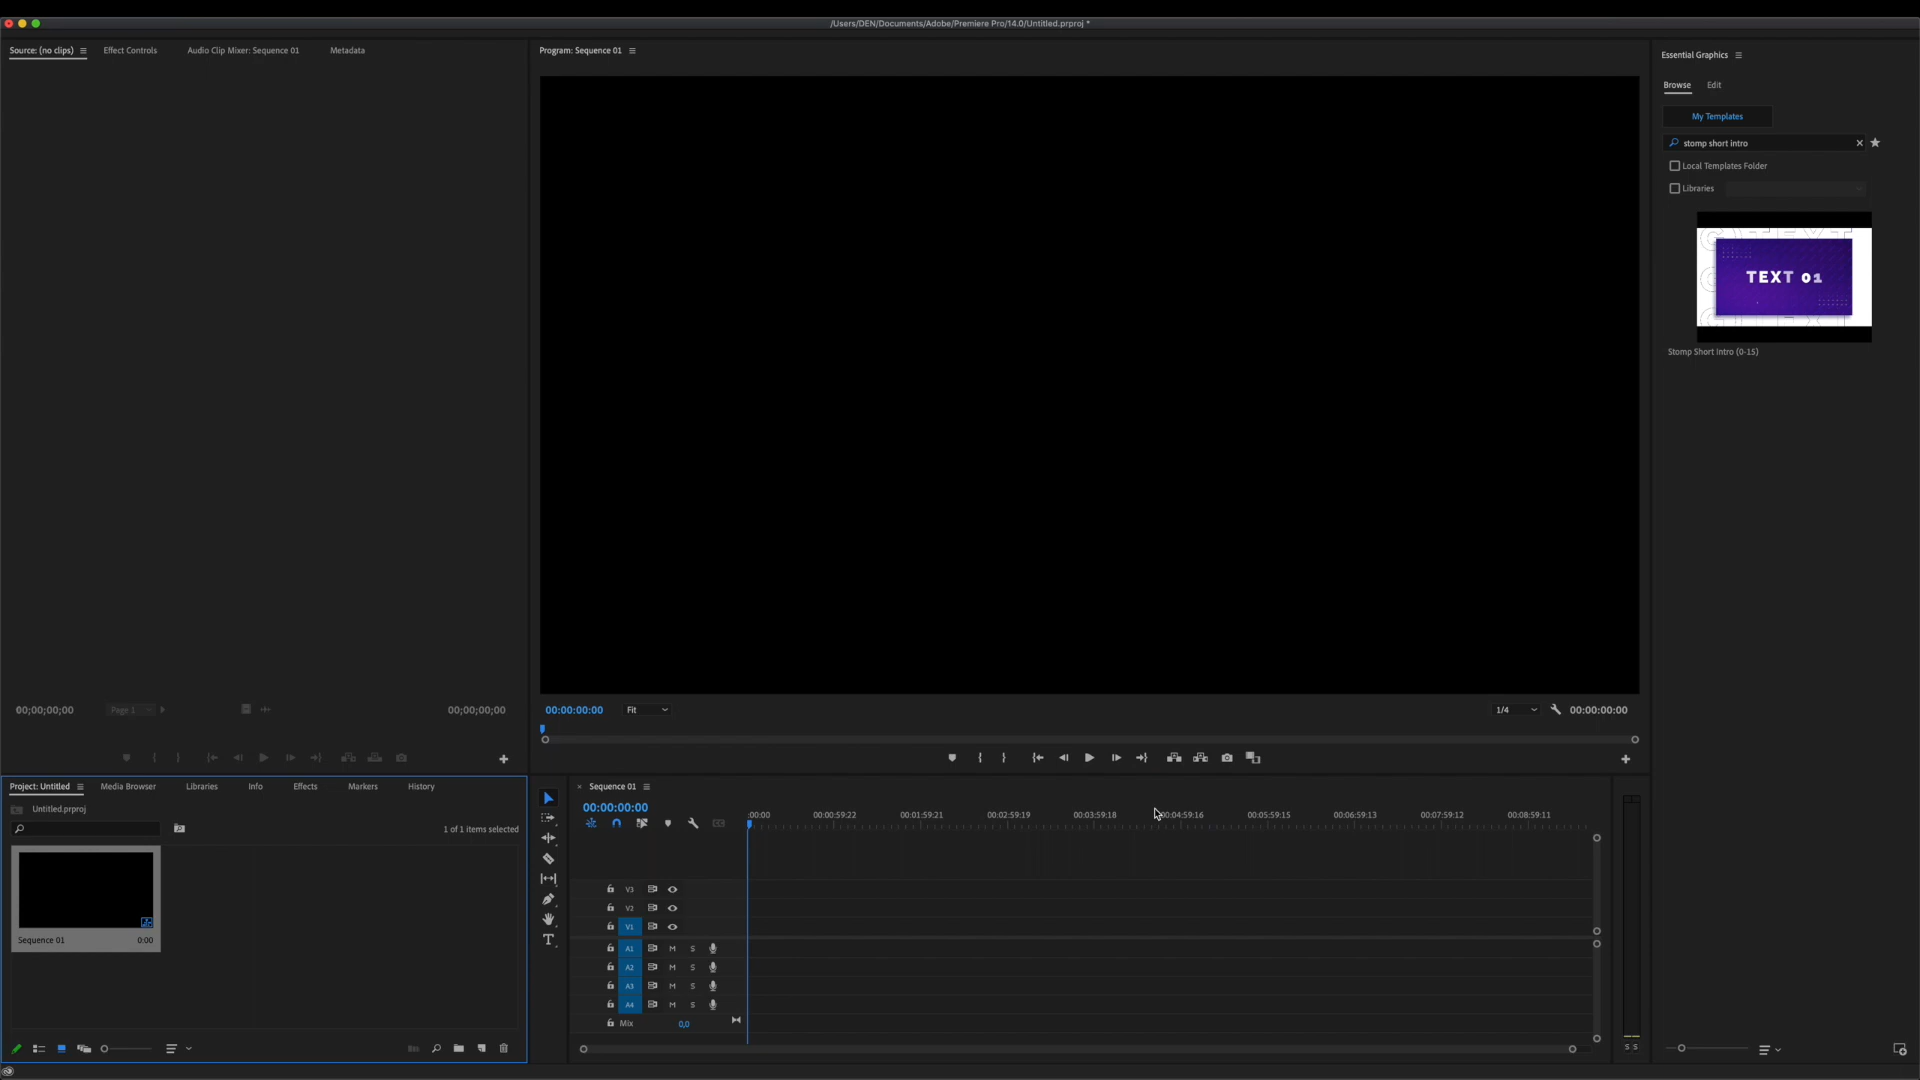 /Users/DEN/Documents/Adobe/Premiere Pro/14.0/Untitled.prproj *
Source: (no clips)
Effect Controls
Audio Clip Mixer: Sequence 01
Metadata
Program: Sequence 01
Essential Graphics
Browse
Edit
My Templates
stomp short intro
Local Templates Folder
Libraries
TEXT 01
Stomp Short Intro (0-15)
00;00;00;00
Page 1
00;00;00;00
00:00:00:00
Fit
1/4
00:00:00:00
Project: Untitled
Media Browser
Libraries
Info
Effects
Markers
History
Untitled.prproj
1 of 1 items selected
Sequence 01
0:00
Sequence 01
00:00:00:00
:00:00
00:00:59:22
00:01:59:21
00:02:59:19
00:03:59:18
00:04:59:16
00:05:59:15
00:06:59:13
00:07:59:12
00:08:59:11
V3
V2
V1
A1 M S
A2 M S
A3 M S
A4 M S
Mix
0,0
S S